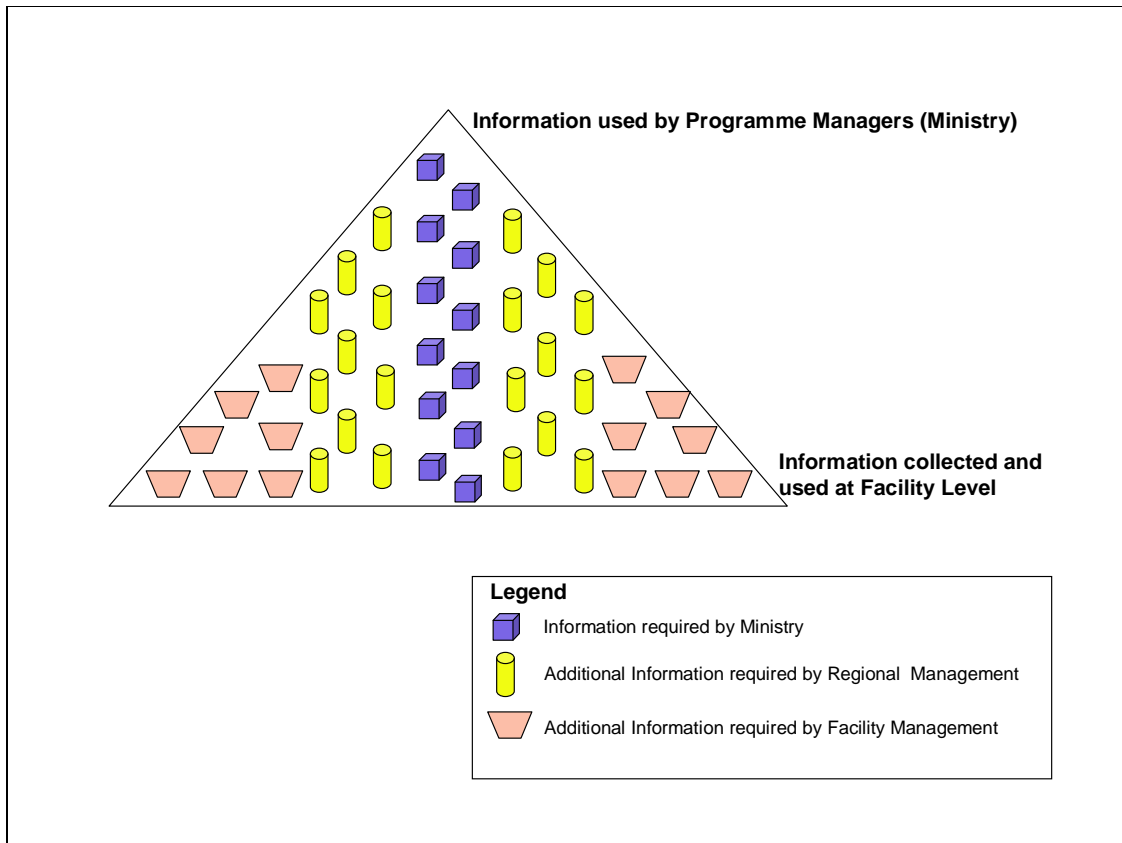 Information used by Programme Managers (Ministry)
Information collected and
used at Facility Level
Legend
Information required by Ministry
Additional Information required by Regional  Management
Additional Information required by Facility Management